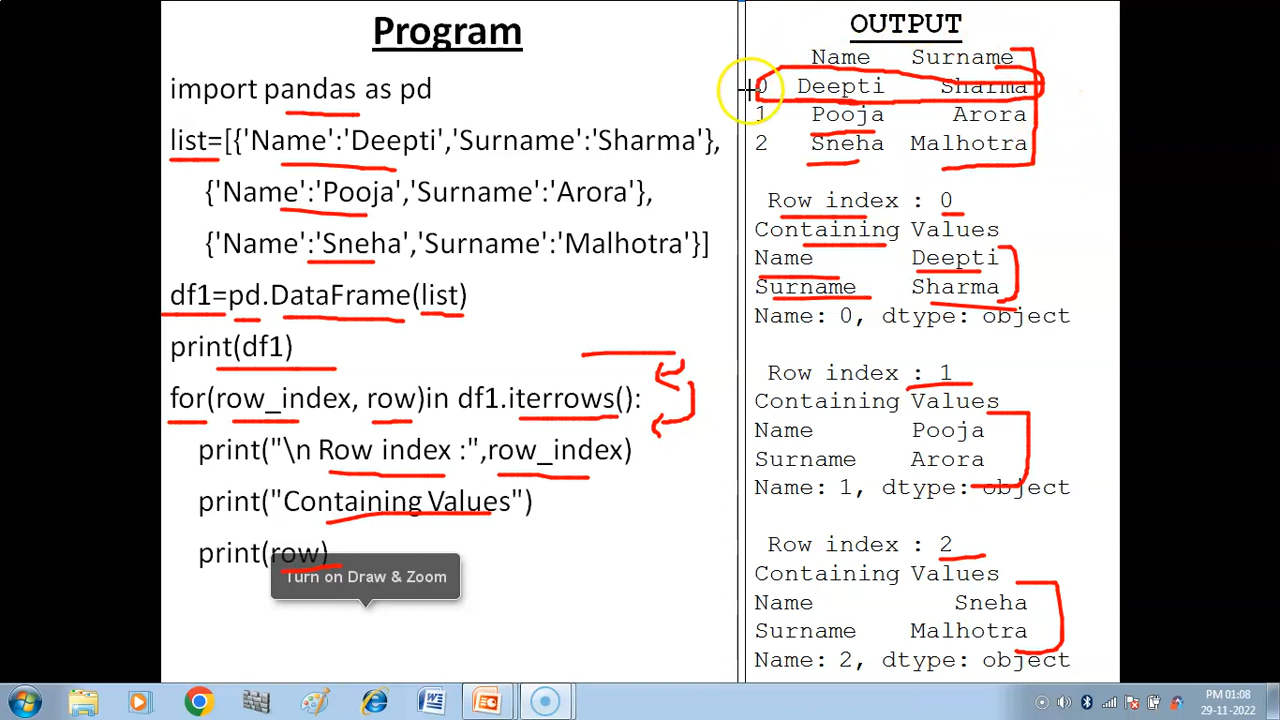 Program
import pandas as pd
list=[{'Name':'Deepti','Surname':'Sharma'},
{'Name':'Pooja','Surname':'Arora'},
{'Name':'Sneha','Surname':'Malhotra'}]
df1=pd.DataFrame(list)
print(df1)
for(row_index, row)in df1.iterrows():
print("\n Row index :",row_index)
print("Containing Values")
print(row)
Turn on Draw & Zoom
OUTPUT
Name Surname
0 Deepti Sharma
1 Pooja Arora
2 Sneha Malhotra
Row index : 0
Containing Values
Name Deepti
Surname Sharma
Name: 0, dtype: object
Row index : 1
Containing Values
Name Pooja
Surname Arora
Name: 1, dtype: object
Row index : 2
Containing Values
Name Sneha
Surname Malhotra
Name: 2, dtype: object
PM 01:08
29-11-2022